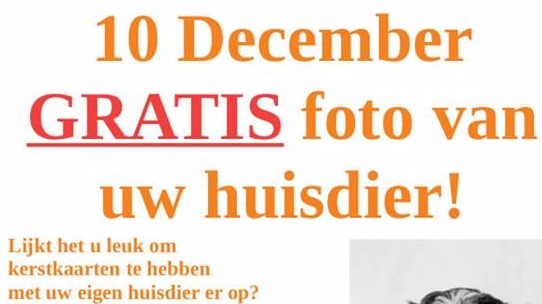 10 December
GRATIS foto van
uw huisdier!
Lijkt het u leuk om
kerstkaarten te hebben
met uw eigen huisdier er op?